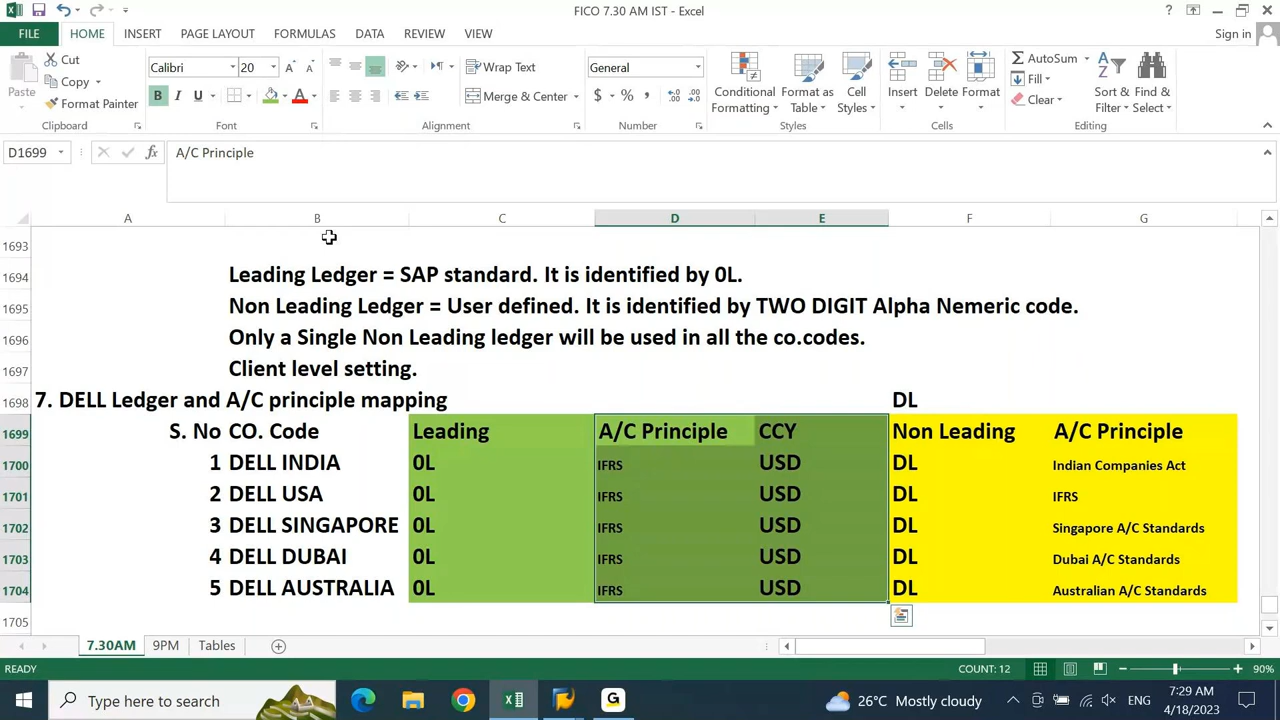 FICO 7.30 AM IST - Excel
FILE HOME INSERT PAGE LAYOUT FORMULAS DATA REVIEW VIEW Sign in
Paste Cut Copy Format Painter Clipboard
Calibri 20 B I U A Font
Wrap Text Merge & Center Alignment
General $ % , Number
Conditional Formatting Format as Table Cell Styles Styles
Insert Delete Format Cells
AutoSum Fill Clear Sort & Filter Find & Select Editing
D1699 fx A/C Principle
A B C D E F G
1693
1694 Leading Ledger = SAP standard. It is identified by 0L.
1695 Non Leading Ledger = User defined. It is identified by TWO DIGIT Alpha Nemeric code.
1696 Only a Single Non Leading ledger will be used in all the co.codes.
1697 Client level setting.
1698 7. DELL Ledger and A/C principle mapping DL
1699 S. No CO. Code Leading A/C Principle CCY Non Leading A/C Principle
1700 1 DELL INDIA 0L IFRS USD DL Indian Companies Act
1701 2 DELL USA 0L IFRS USD DL IFRS
1702 3 DELL SINGAPORE 0L IFRS USD DL Singapore A/C Standards
1703 4 DELL DUBAI 0L IFRS USD DL Dubai A/C Standards
1704 5 DELL AUSTRALIA 0L IFRS USD DL Australian A/C Standards
1705
7.30AM 9PM Tables
READY COUNT: 12 90%
Type here to search 26°C Mostly cloudy ENG 7:29 AM
4/18/2023